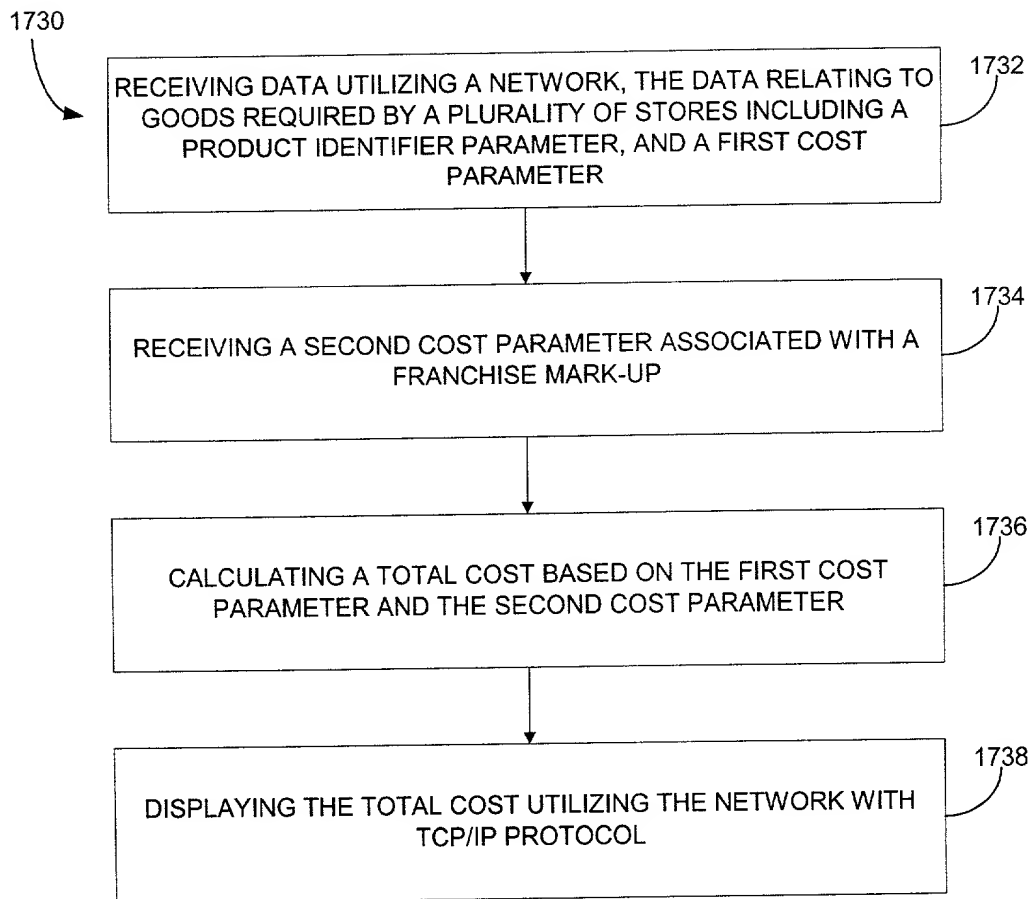 1730
RECEIVING DATA UTILIZING A NETWORK, THE DATA RELATING TO
GOODS REQUIRED BY A PLURALITY OF STORES INCLUDING A
PRODUCT IDENTIFIER PARAMETER, AND A FIRST COST
PARAMETER
1732
RECEIVING A SECOND COST PARAMETER ASSOCIATED WITH A
FRANCHISE MARK-UP
1734
CALCULATING A TOTAL COST BASED ON THE FIRST COST
PARAMETER AND THE SECOND COST PARAMETER
1736
DISPLAYING THE TOTAL COST UTILIZING THE NETWORK WITH
TCP/IP PROTOCOL
1738